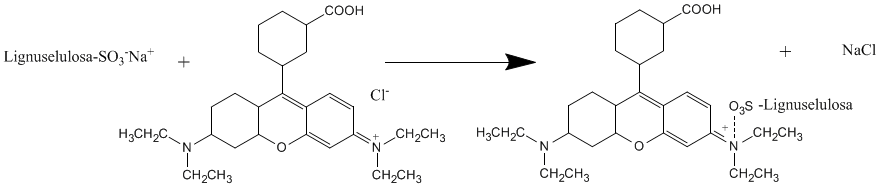 COOH
Lignuselulosa-SO₃⁻Na⁺
+
Cl⁻
H₃CH₂C
N
CH₂CH₃
O
+
N
CH₂CH₃
CH₂CH₃
COOH
+
NaCl
O₃S -Lignuselulosa
H₃CH₂C
N
CH₂CH₃
O
+
N
CH₂CH₃
CH₂CH₃